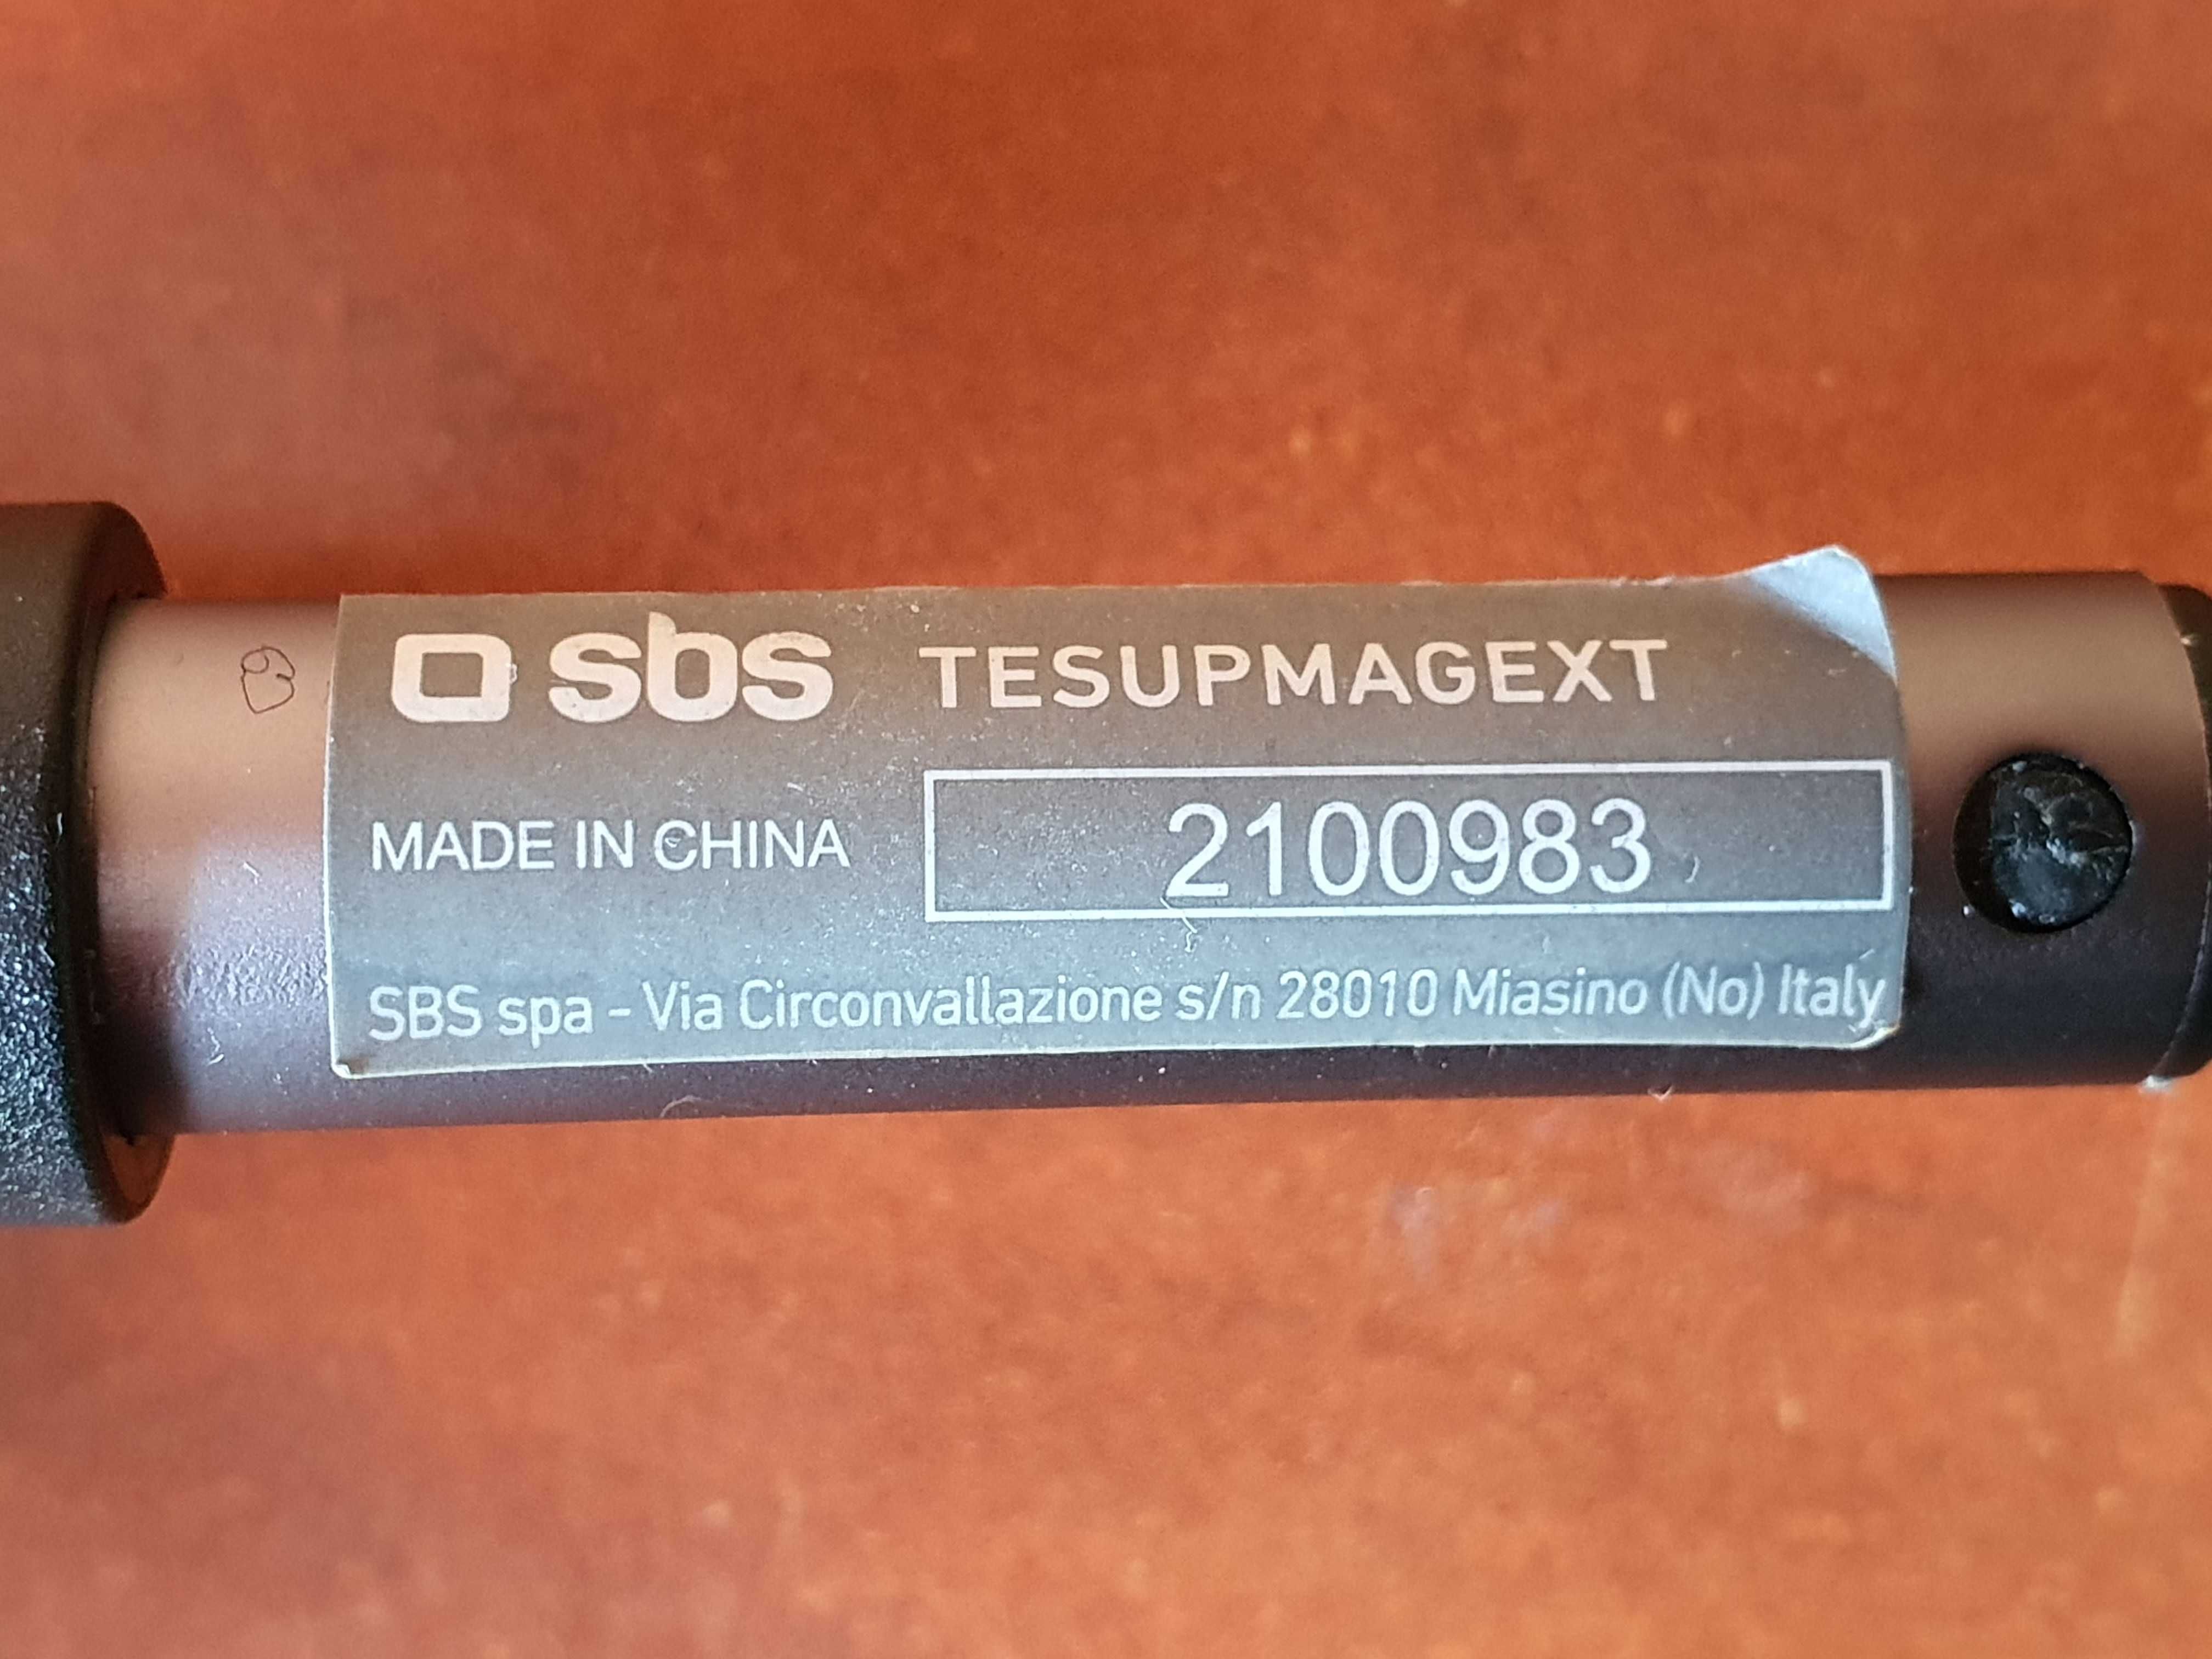 sbs TESUPMAGEXT
MADE IN CHINA 2100983
SBS spa - Via Circonvallazione s/n 28010 Miasino (No) Italy